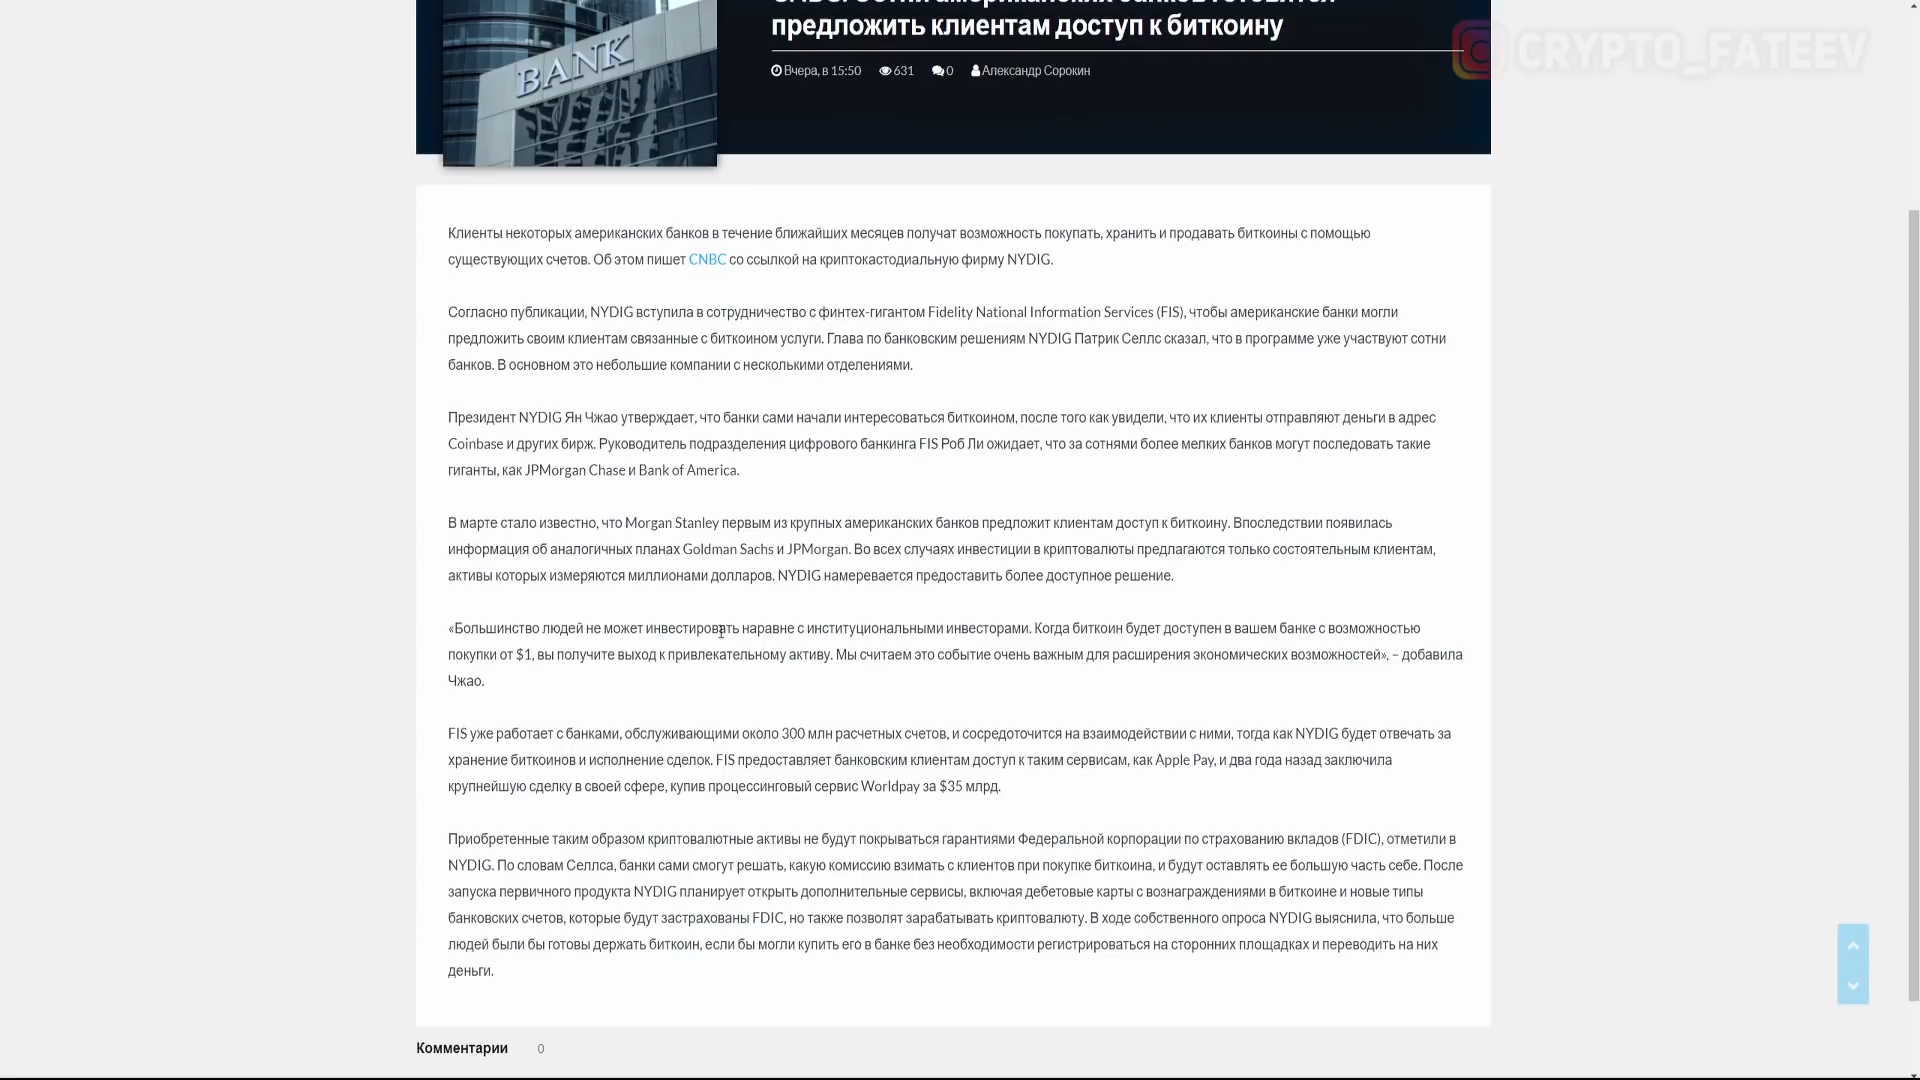 предложить клиентам доступ к биткоину
Вчера, в 15:50 631 0 Александр Сорокин
CRYPTO_FATEEV
BANK
Клиенты некоторых американских банков в течение ближайших месяцев получат возможность покупать, хранить и продавать биткоины с помощью
существующих счетов. Об этом пишет CNBC со ссылкой на криптокастодиальную фирму NYDIG.
Согласно публикации, NYDIG вступила в сотрудничество с финтех-гигантом Fidelity National Information Services (FIS), чтобы американские банки могли
предложить своим клиентам связанные с биткоином услуги. Глава по банковским решениям NYDIG Патрик Селлс сказал, что в программе уже участвуют сотни
банков. В основном это небольшие компании с несколькими отделениями.
Президент NYDIG Ян Чжао утверждает, что банки сами начали интересоваться биткоином, после того как увидели, что их клиенты отправляют деньги в адрес
Coinbase и других бирж. Руководитель подразделения цифрового банкинга FIS Роб Ли ожидает, что за сотнями более мелких банков могут последовать такие
гиганты, как JPMorgan Chase и Bank of America.
В марте стало известно, что Morgan Stanley первым из крупных американских банков предложит клиентам доступ к биткоину. Впоследствии появилась
информация об аналогичных планах Goldman Sachs и JPMorgan. Во всех случаях инвестиции в криптовалюты предлагаются только состоятельным клиентам,
активы которых измеряются миллионами долларов. NYDIG намеревается предоставить более доступное решение.
«Большинство людей не может инвестировать наравне с институциональными инвесторами. Когда биткоин будет доступен в вашем банке с возможностью
покупки от $1, вы получите выход к привлекательному активу. Мы считаем это событие очень важным для расширения экономических возможностей», – добавила
Чжао.
FIS уже работает с банками, обслуживающими около 300 млн расчетных счетов, и сосредоточится на взаимодействии с ними, тогда как NYDIG будет отвечать за
хранение биткоинов и исполнение сделок. FIS предоставляет банковским клиентам доступ к таким сервисам, как Apple Pay, и два года назад заключила
крупнейшую сделку в своей сфере, купив процессинговый сервис Worldpay за $35 млрд.
Приобретенные таким образом криптовалютные активы не будут покрываться гарантиями Федеральной корпорации по страхованию вкладов (FDIC), отметили в
NYDIG. По словам Селлса, банки сами смогут решать, какую комиссию взимать с клиентов при покупке биткоина, и будут оставлять ее большую часть себе. После
запуска первичного продукта NYDIG планирует открыть дополнительные сервисы, включая дебетовые карты с вознаграждениями в биткоине и новые типы
банковских счетов, которые будут застрахованы FDIC, но также позволят зарабатывать криптовалюту. В ходе собственного опроса NYDIG выяснила, что больше
людей были бы готовы держать биткоин, если бы могли купить его в банке без необходимости регистрироваться на сторонних площадках и переводить на них
деньги.
Комментарии 0